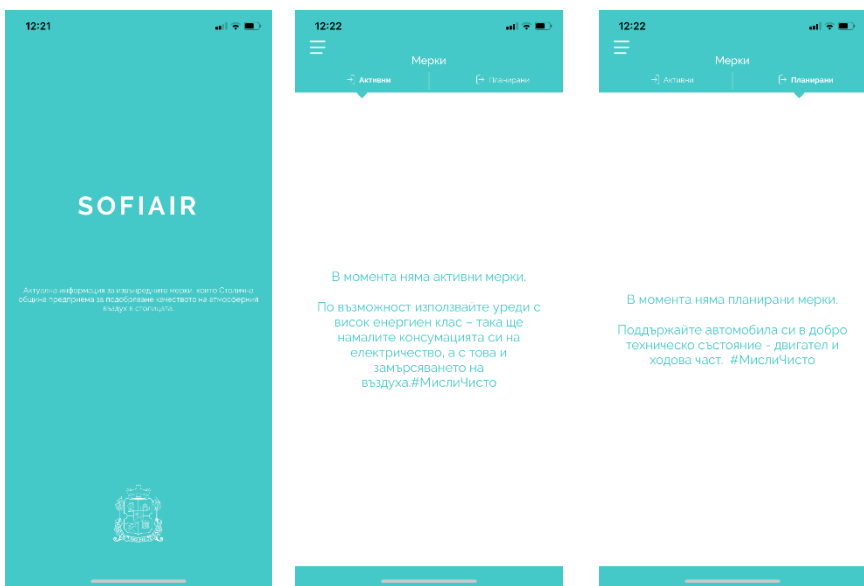 12:21
SOFIAIR
Актуална информация за извънредните мерки, които Столична
община предприема за подобряване качеството на атмосферния
въздух в столицата.
12:22
Мерки
Активни
Планирани
В момента няма активни мерки.
По възможност използвайте уреди с
висок енергиен клас – така ще
намалите консумацията си на
електричество, а с това и
замърсяването на
въздуха.#МислиЧисто
12:22
Мерки
Активни
Планирани
В момента няма планирани мерки.
Поддържайте автомобила си в добро
техническо състояние - двигател и
ходова част. #МислиЧисто